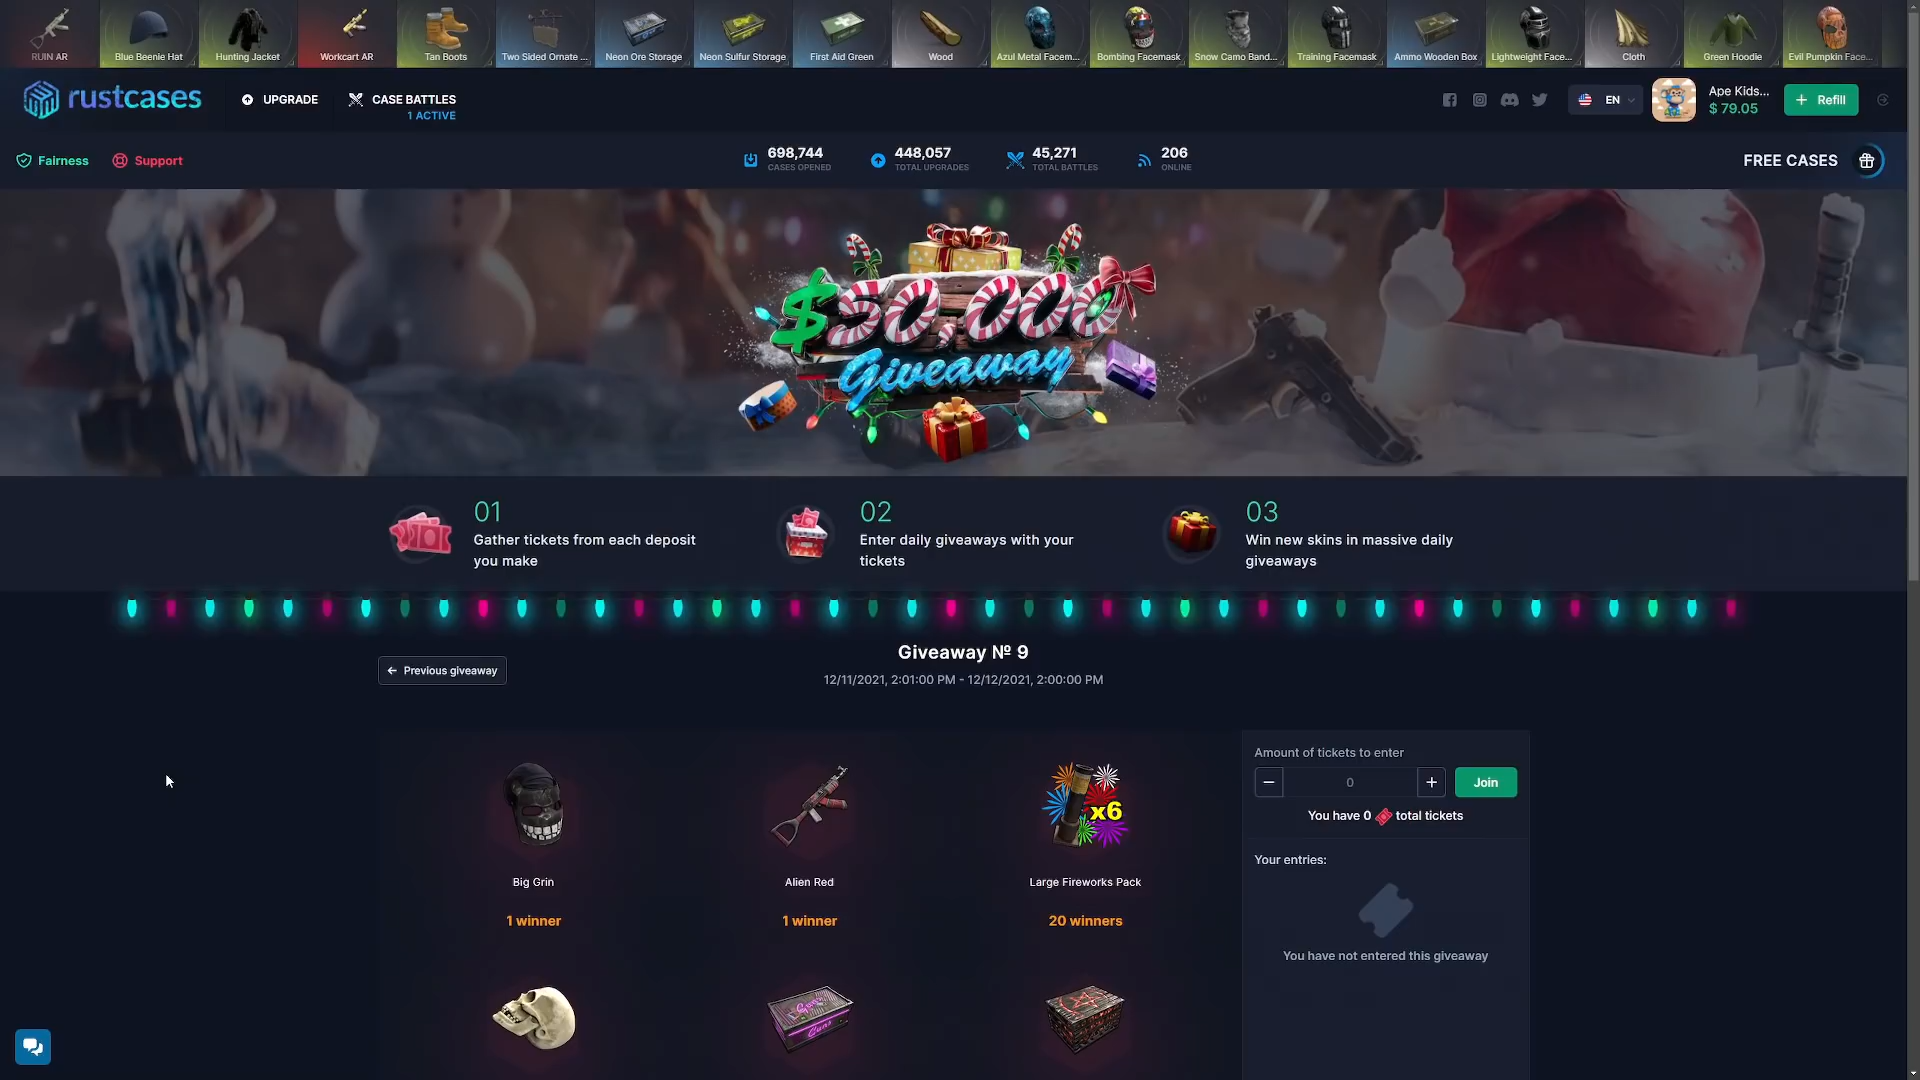 RUIN AR
Blue Beenie Hat
Hunting Jacket
Workcart AR
Tan Boots
Two Sided Ornate ...
Neon Ore Storage
Neon Sulfur Storage
First Aid Green
Wood
Azul Metal Facem...
Bombing Facemask
Snow Camo Band...
Training Facemask
Ammo Wooden Box
Lightweight Face...
Cloth
Green Hoodie
Evil Pumpkin Face...
rustcases
UPGRADE
CASE BATTLES
1 ACTIVE
EN
Ape Kids...
$ 79.05
Refill
Fairness
Support
698,744
CASES OPENED
448,057
TOTAL UPGRADES
45,271
TOTAL BATTLES
206
ONLINE
FREE CASES
$50,000
Giveaway
01
Gather tickets from each deposit
you make
02
Enter daily giveaways with your
tickets
03
Win new skins in massive daily
giveaways
Previous giveaway
Giveaway № 9
12/11/2021, 2:01:00 PM - 12/12/2021, 2:00:00 PM
Big Grin
1 winner
Alien Red
1 winner
x6
Large Fireworks Pack
20 winners
Guns
Guns
Amount of tickets to enter
0
Join
You have 0 total tickets
Your entries:
You have not entered this giveaway